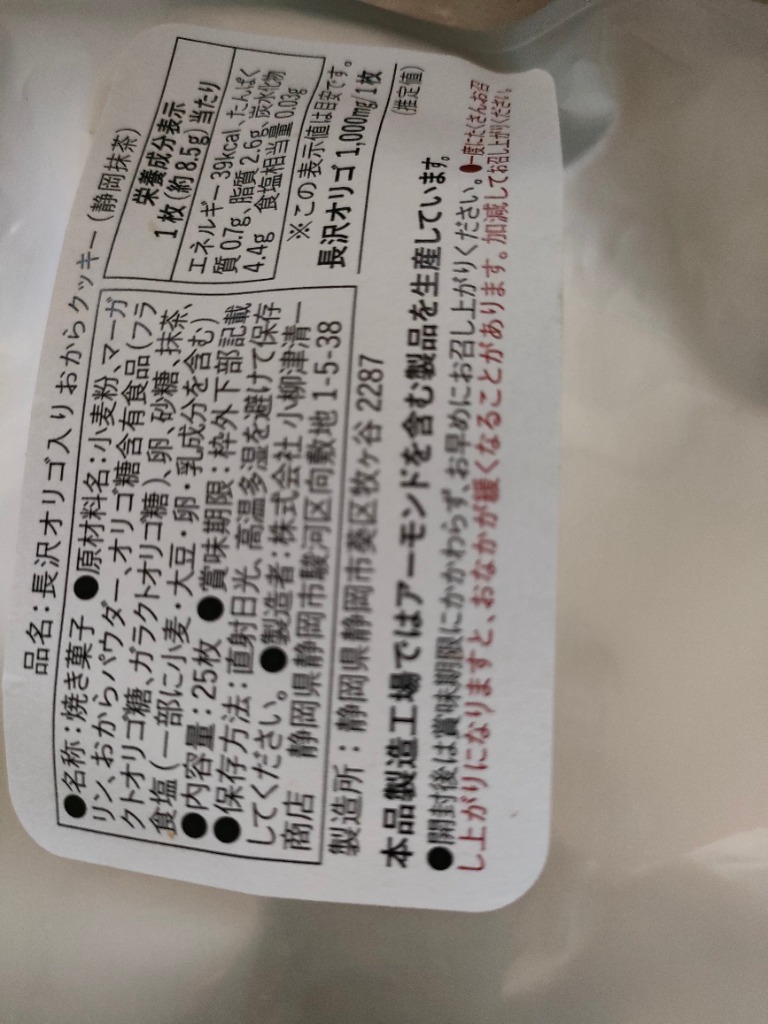 品名：長沢オリゴ入りおからクッキー（静岡抹茶）
●名称：焼き菓子 ●原材料名：小麦粉、マーガ
リン、おからパウダー、オリゴ糖含有食品（フラ
クトオリゴ糖、ガラクトオリゴ糖）、卵、砂糖、抹茶、
食塩（一部に小麦・大豆・卵・乳成分を含む）
●内容量：25枚 ●賞味期限：枠外下部記載
●保存方法：直射日光、高温多湿を避けて保存
してください。 ●製造者：株式会社 小柳津清一
商店 静岡県静岡市駿河区向敷地 1-5-38
栄養成分表示
1枚（約8.5g）当たり
エネルギー 39kcal、たんぱく
質 0.7g、脂質 2.6g、炭水化物
4.4g 食塩相当量 0.03g
※この表示値は目安です。
長沢オリゴ 1,000mg/1枚
（推定値）
製造所：静岡県静岡市葵区牧ヶ谷 2287
本品製造工場ではアーモンドを含む製品を生産しています。
●開封後は賞味期限にかかわらず、お早めにお召し上がりください。●一度にたくさんお召
し上がりになりますと、おなかが緩くなることがあります。加減してお召し上がりください。